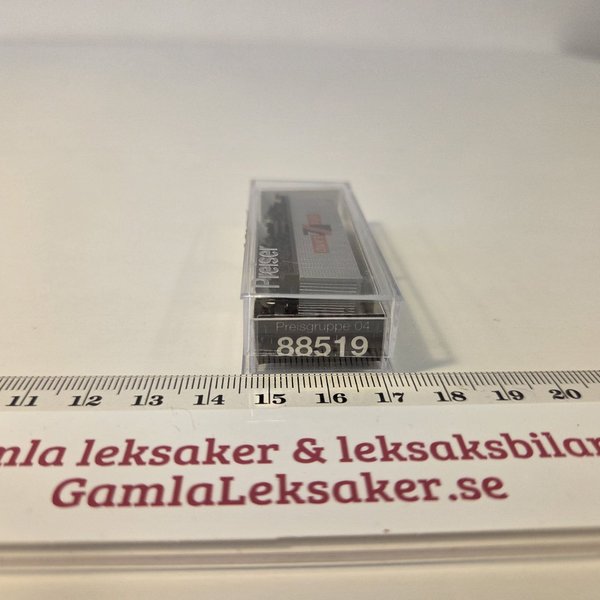 Preiser
Preisgruppe 04
88519
11 12 13 14 15 16 17 18 19 20
mla leksaker & leksaksbilar
GamlaLeksaker.se